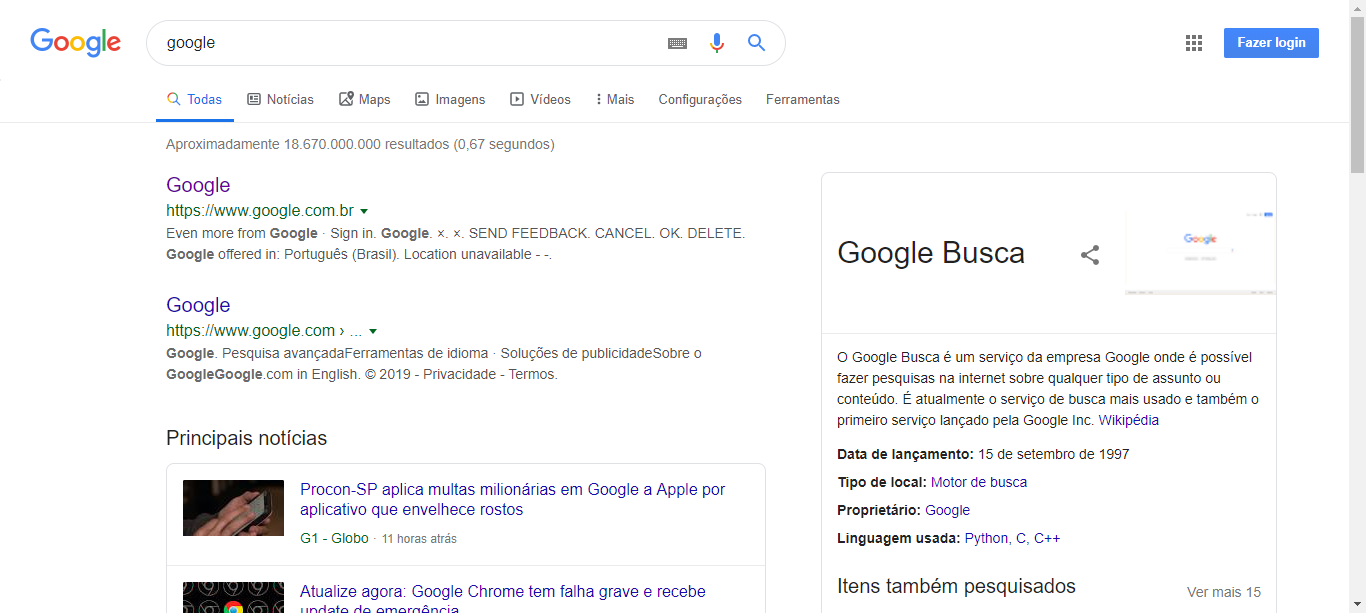 Google
google
Fazer login
Todas
Notícias
Maps
Imagens
Vídeos
Mais
Configurações
Ferramentas
Aproximadamente 18.670.000.000 resultados (0,67 segundos)
Google
https://www.google.com.br
Even more from Google · Sign in. Google. ×. ×. SEND FEEDBACK. CANCEL. OK. DELETE.
Google offered in: Português (Brasil). Location unavailable - -.
Google
https://www.google.com › ...
Google. Pesquisa avançadaFerramentas de idioma · Soluções de publicidadeSobre o
GoogleGoogle.com in English. © 2019 - Privacidade - Termos.
Principais notícias
Procon-SP aplica multas milionárias em Google a Apple por
aplicativo que envelhece rostos
G1 - Globo · 11 horas atrás
Atualize agora: Google Chrome tem falha grave e recebe
update de emergência
Google Busca
Google
O Google Busca é um serviço da empresa Google onde é possível
fazer pesquisas na internet sobre qualquer tipo de assunto ou
conteúdo. É atualmente o serviço de busca mais usado e também o
primeiro serviço lançado pela Google Inc. Wikipédia
Data de lançamento: 15 de setembro de 1997
Tipo de local: Motor de busca
Proprietário: Google
Linguagem usada: Python, C, C++
Itens também pesquisados
Ver mais 15